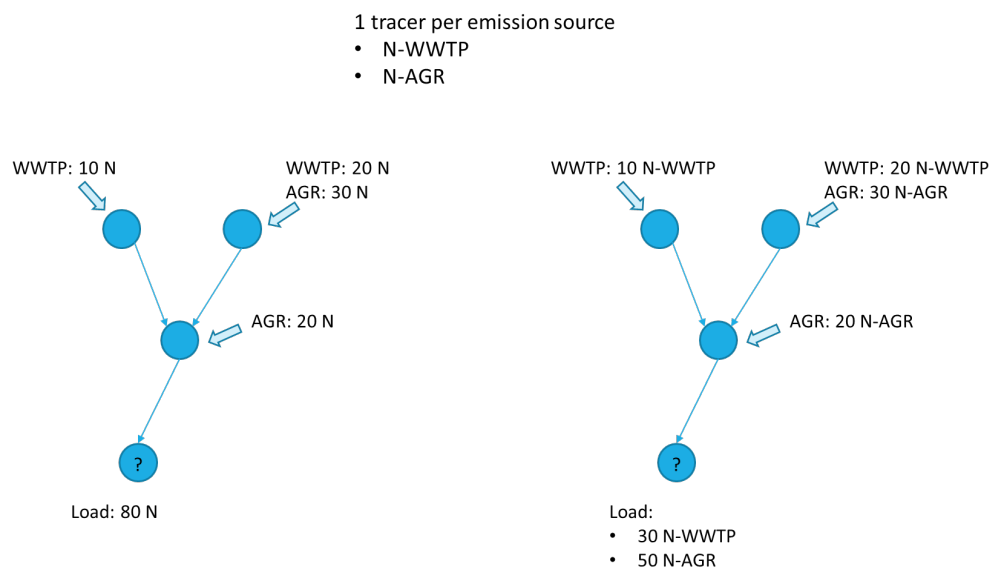 1 tracer per emission source
• N-WWTP
• N-AGR
WWTP: 10 N
WWTP: 20 N
AGR: 30 N
AGR: 20 N
?
Load: 80 N
WWTP: 10 N-WWTP
WWTP: 20 N-WWTP
AGR: 30 N-AGR
AGR: 20 N-AGR
?
Load:
• 30 N-WWTP
• 50 N-AGR